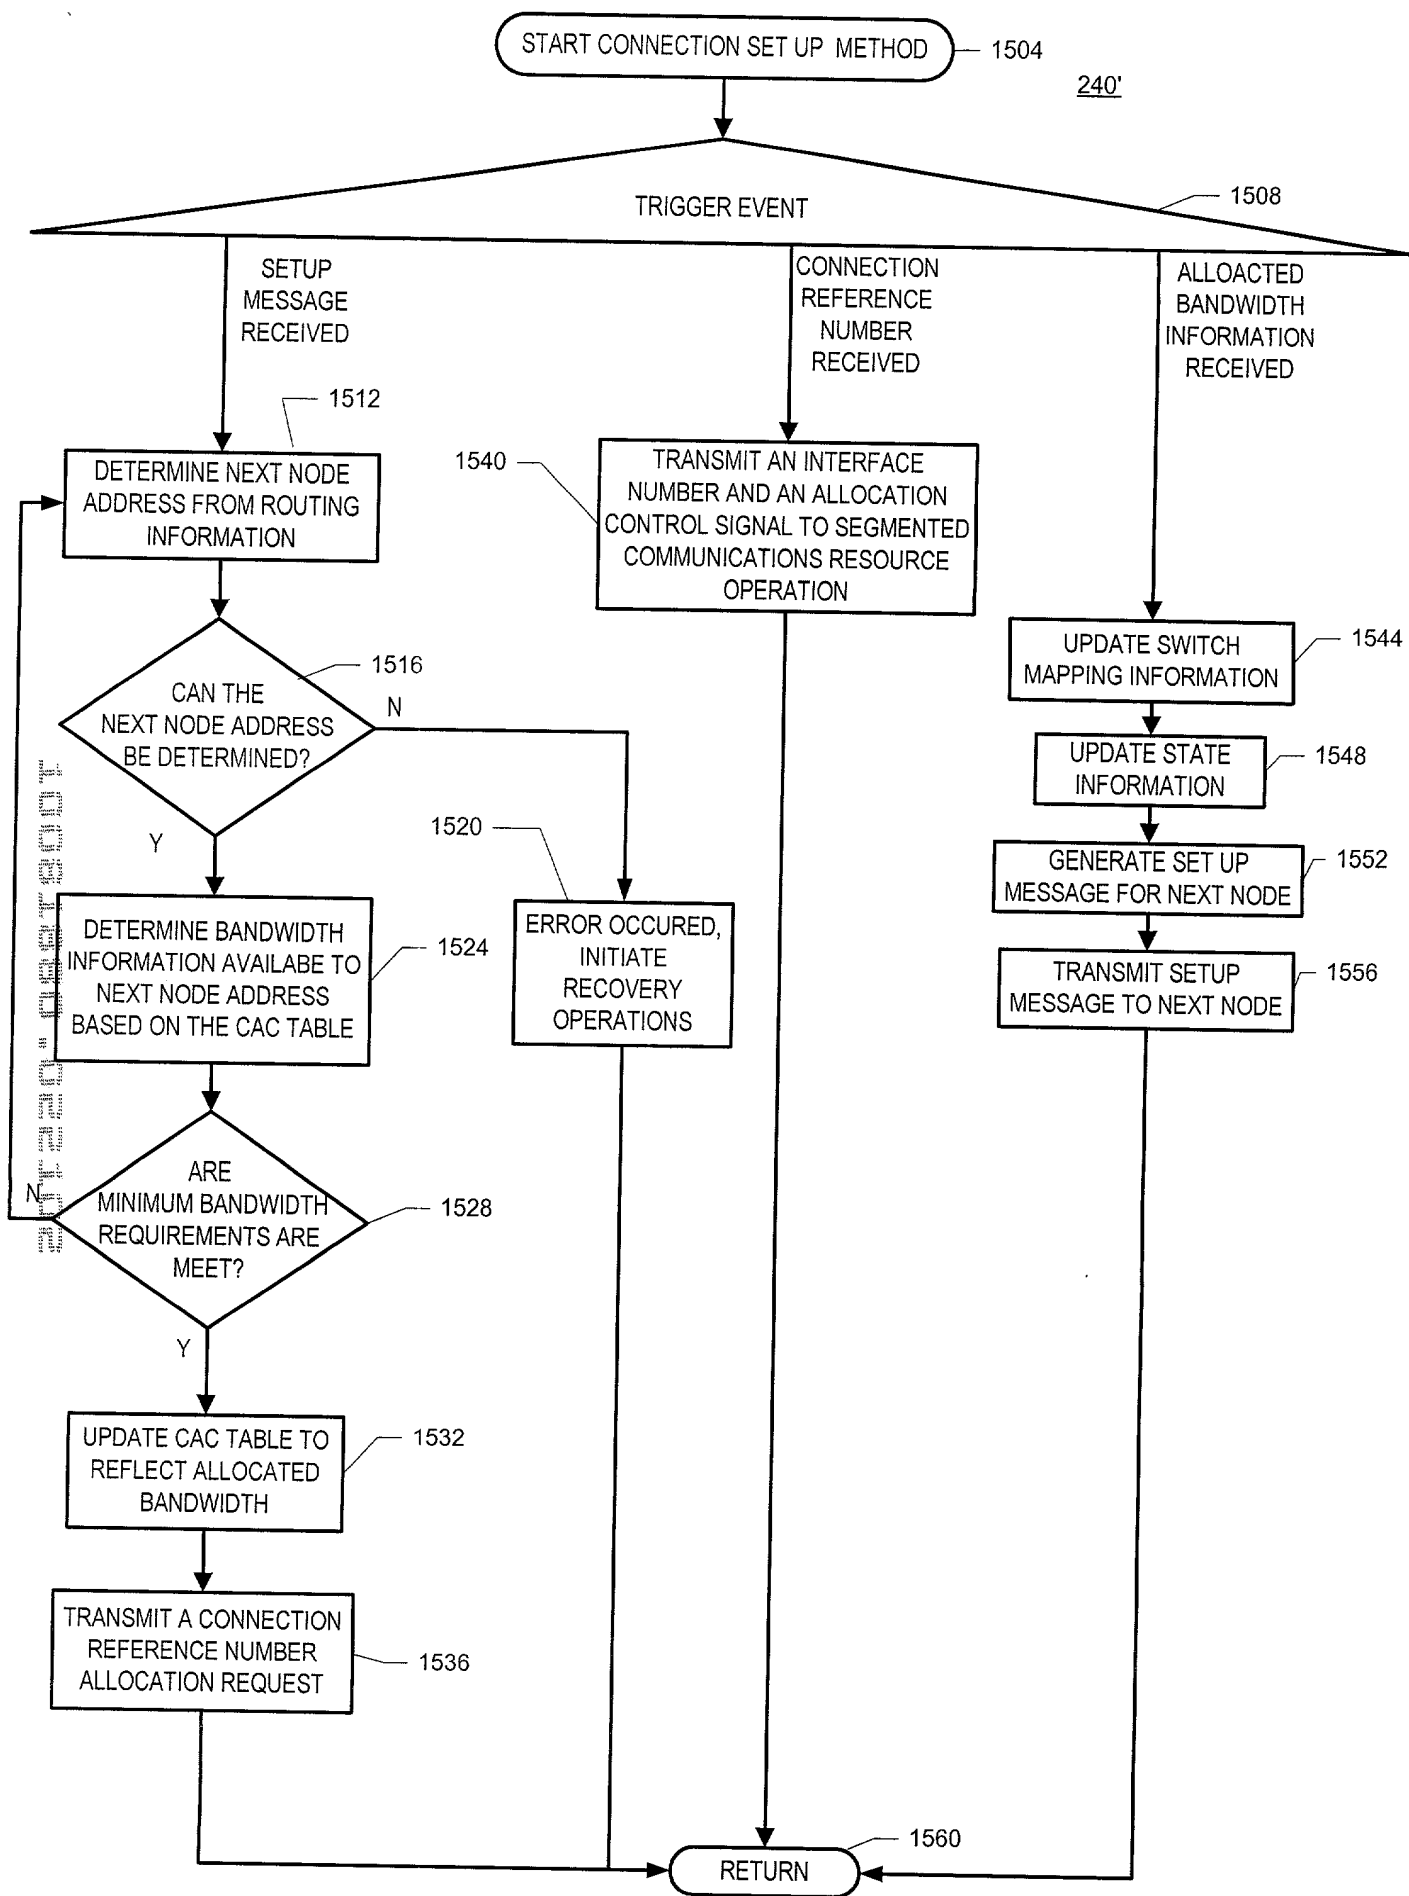 START CONNECTION SET UP METHOD
1504
240'
TRIGGER EVENT
1508
SETUP
MESSAGE
RECEIVED
CONNECTION
REFERENCE
NUMBER
RECEIVED
ALLOACTED
BANDWIDTH
INFORMATION
RECEIVED
1512
DETERMINE NEXT NODE
ADDRESS FROM ROUTING
INFORMATION
1540
TRANSMIT AN INTERFACE
NUMBER AND AN ALLOCATION
CONTROL SIGNAL TO SEGMENTED
COMMUNICATIONS RESOURCE
OPERATION
1516
CAN THE
NEXT NODE ADDRESS
BE DETERMINED?
N
Y
UPDATE SWITCH
MAPPING INFORMATION
1544
UPDATE STATE
INFORMATION
1548
GENERATE SET UP
MESSAGE FOR NEXT NODE
1552
TRANSMIT SETUP
MESSAGE TO NEXT NODE
1556
1520
ERROR OCCURED,
INITIATE
RECOVERY
OPERATIONS
DETERMINE BANDWIDTH
INFORMATION AVAILABE TO
NEXT NODE ADDRESS
BASED ON THE CAC TABLE
1524
ARE
MINIMUM BANDWIDTH
REQUIREMENTS ARE
MEET?
1528
N
Y
UPDATE CAC TABLE TO
REFLECT ALLOCATED
BANDWIDTH
1532
TRANSMIT A CONNECTION
REFERENCE NUMBER
ALLOCATION REQUEST
1536
RETURN
1560